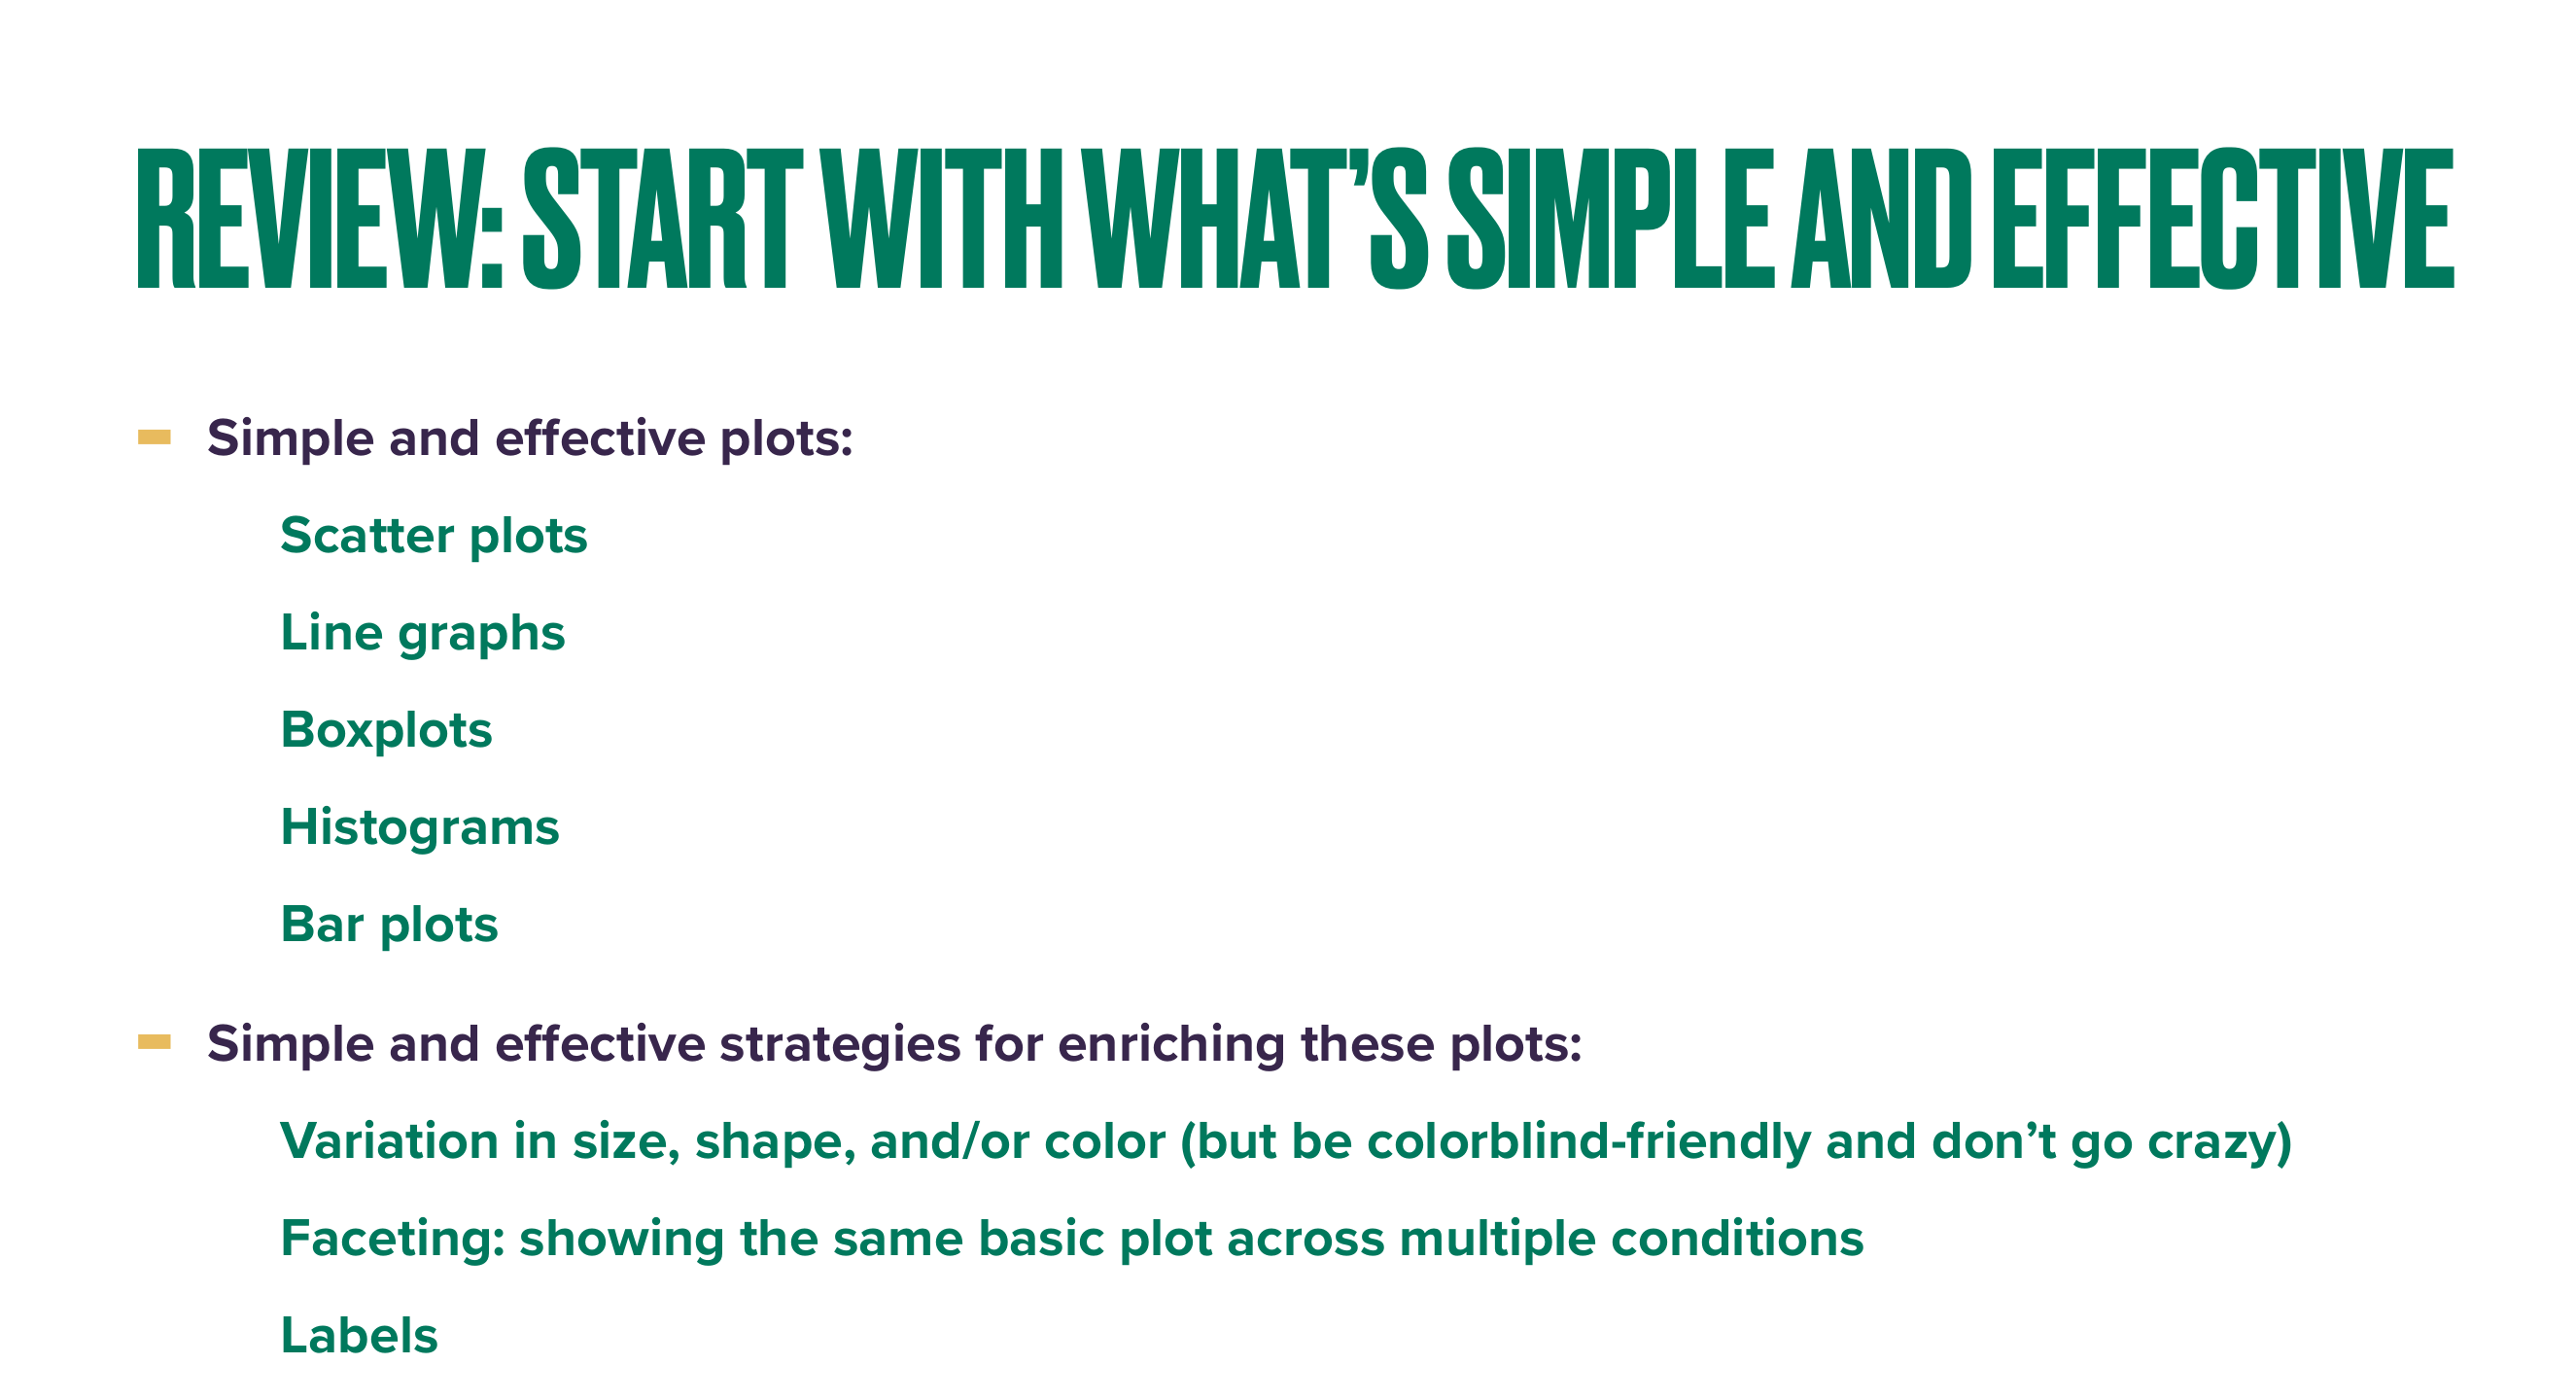 REVIEW: START WITH WHAT’S SIMPLE AND EFFECTIVE
Simple and effective plots:
Scatter plots
Line graphs
Boxplots
Histograms
Bar plots
Simple and effective strategies for enriching these plots:
Variation in size, shape, and/or color (but be colorblind-friendly and don’t go crazy)
Faceting: showing the same basic plot across multiple conditions
Labels